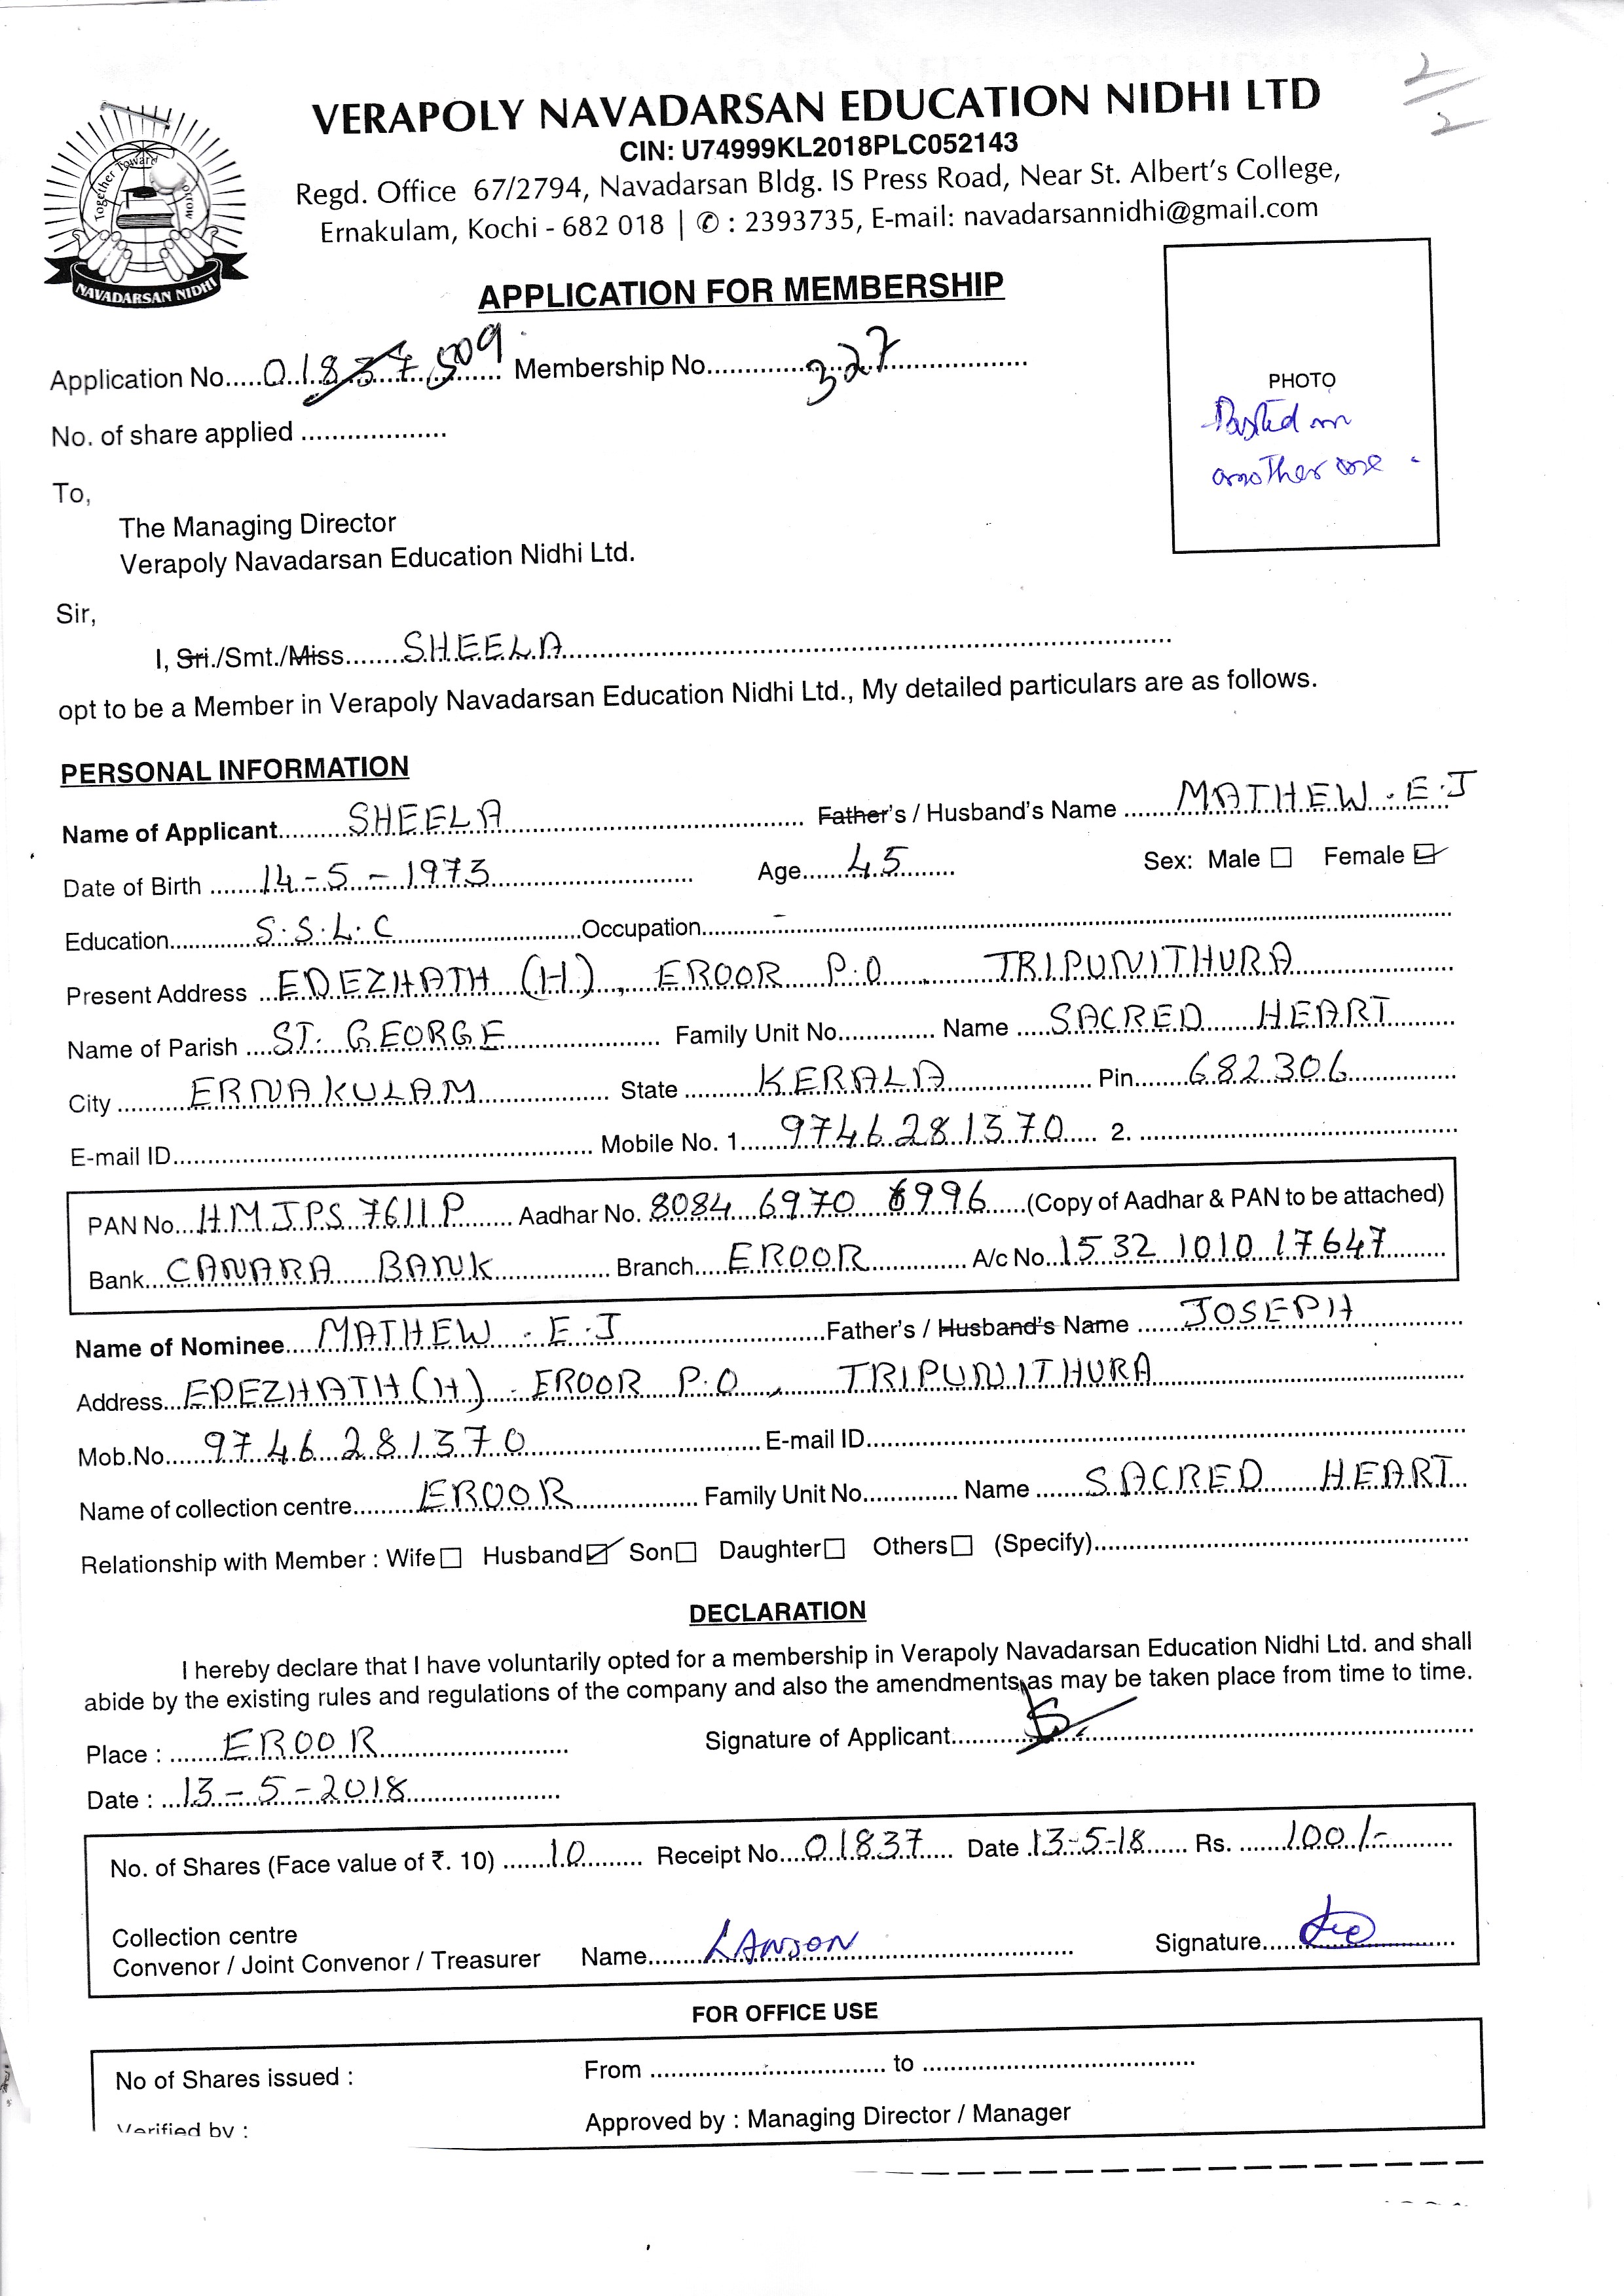 2/2
VERAPOLY NAVADARSAN EDUCATION NIDHI LTD
CIN: U74999KL2018PLC052143
Regd. Office 67/2794, Navadarsan Bldg. IS Press Road, Near St. Albert's College,
Ernakulam, Kochi - 682 018 | ✆ : 2393735, E-mail: navadarsannidhi@gmail.com
Together Toward
NAVADARSAN NIDHI
APPLICATION FOR MEMBERSHIP
Application No.....01837 509 Membership No...............327
No. of share applied ...................
PHOTO
Pasted on
another one
To,
The Managing Director
Verapoly Navadarsan Education Nidhi Ltd.
Sir,
I, Sri./Smt./Miss........SHEELA
opt to be a Member in Verapoly Navadarsan Education Nidhi Ltd., My detailed particulars are as follows.
PERSONAL INFORMATION
Name of Applicant..........SHEELA Father's / Husband's Name .......MATHEW . E . J
Date of Birth .......14 - 5 - 1973 Age......45 Sex: Male ☐ Female ☑
Education.............S.S.L.C Occupation.......... -
Present Address ...EDEZHATH (H), EROOR P.O, TRIPUNITHURA
Name of Parish ....ST. GEORGE Family Unit No............. Name .....SACRED HEART
City ..........ERNAKULAM State ..........KERALA Pin.......682306
E-mail ID.......... Mobile No. 1......9746281370 2. ..........
PAN No...HMJPS7611P Aadhar No. 8084 6970 6996 .....(Copy of Aadhar & PAN to be attached)
Bank...CANARA BANK Branch.....EROOR A/c No..1532 1010 17647
Name of Nominee.....MATHEW . E . J Father's / Husband's Name ......JOSEPH
Address...EDEZHATH (H) . EROOR P.O, TRIPUNITHURA
Mob.No......9746281370 E-mail ID..........
Name of collection centre........EROOR Family Unit No............. Name .......SACRED HEART
Relationship with Member : Wife☐ Husband☑ Son☐ Daughter☐ Others☐ (Specify)..........
DECLARATION
I hereby declare that I have voluntarily opted for a membership in Verapoly Navadarsan Education Nidhi Ltd. and shall
abide by the existing rules and regulations of the company and also the amendments as may be taken place from time to time.
Place : .......EROOR Signature of Applicant..........
Date : ...13 - 5 - 2018
No. of Shares (Face value of ₹. 10) ......10 Receipt No....01837 Date .13-5-18 Rs. ......100/-
Collection centre
Convenor / Joint Convenor / Treasurer Name.......LANSON Signature..........
FOR OFFICE USE
No of Shares issued : From .......... to ..........
Verified by : Approved by : Managing Director / Manager